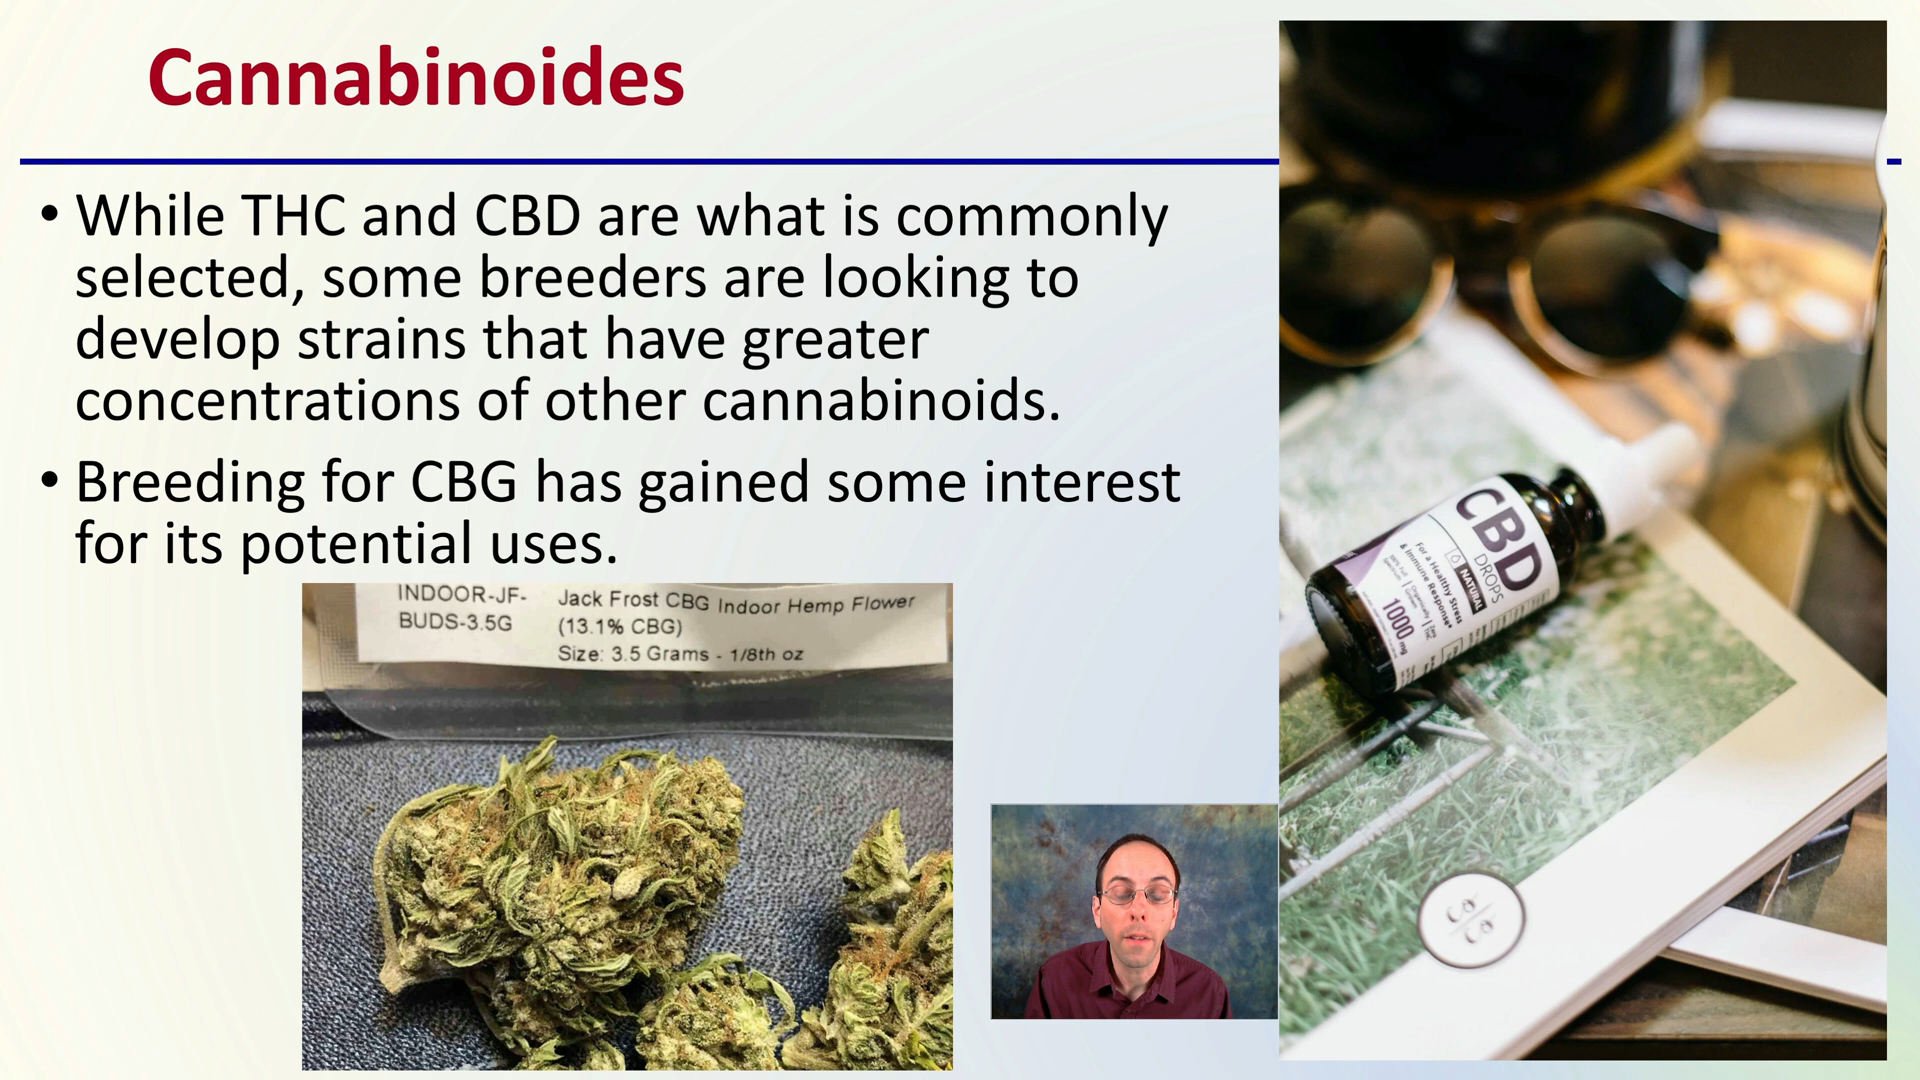 Cannabinoides
• While THC and CBD are what is commonly
selected, some breeders are looking to
develop strains that have greater
concentrations of other cannabinoids.
• Breeding for CBG has gained some interest
for its potential uses.
INDOOR-JF-
BUDS-3.5G
Jack Frost CBG Indoor Hemp Flower
(13.1% CBG)
Size: 3.5 Grams - 1/8th oz
CBD
DROPS
NATURAL
For a Healthy Stress
& Immune Response*
1000 mg